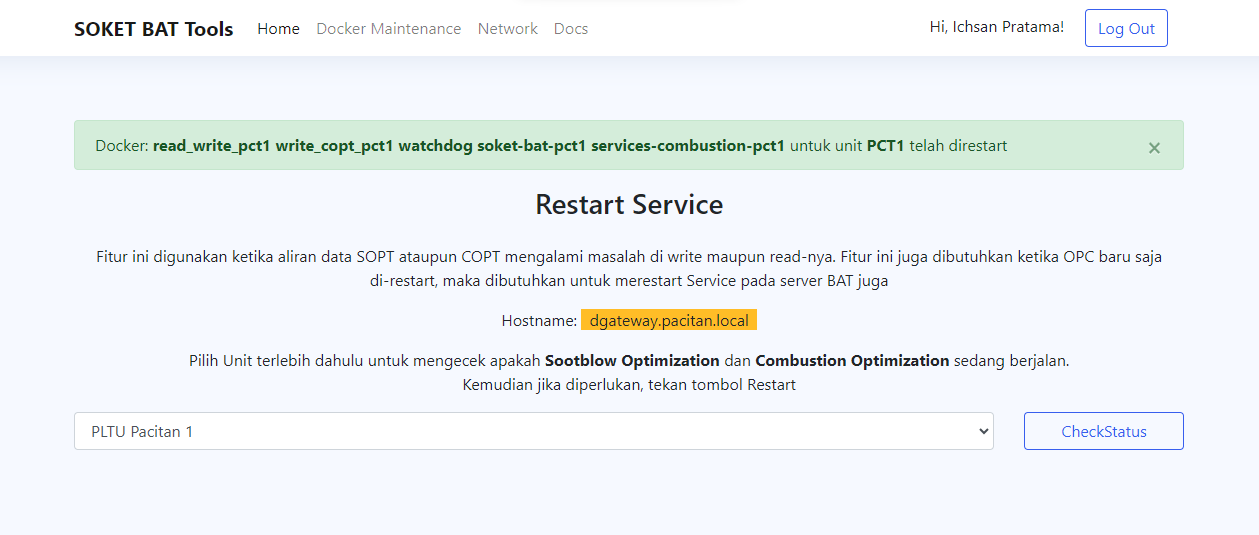 SOKET BAT Tools Home Docker Maintenance Network Docs Hi, Ichsan Pratama! Log Out
Docker: read_write_pct1 write_copt_pct1 watchdog soket-bat-pct1 services-combustion-pct1 untuk unit PCT1 telah direstart ×
Restart Service
Fitur ini digunakan ketika aliran data SOPT ataupun COPT mengalami masalah di write maupun read-nya. Fitur ini juga dibutuhkan ketika OPC baru saja
di-restart, maka dibutuhkan untuk merestart Service pada server BAT juga
Hostname: dgateway.pacitan.local
Pilih Unit terlebih dahulu untuk mengecek apakah Sootblow Optimization dan Combustion Optimization sedang berjalan.
Kemudian jika diperlukan, tekan tombol Restart
PLTU Pacitan 1 CheckStatus